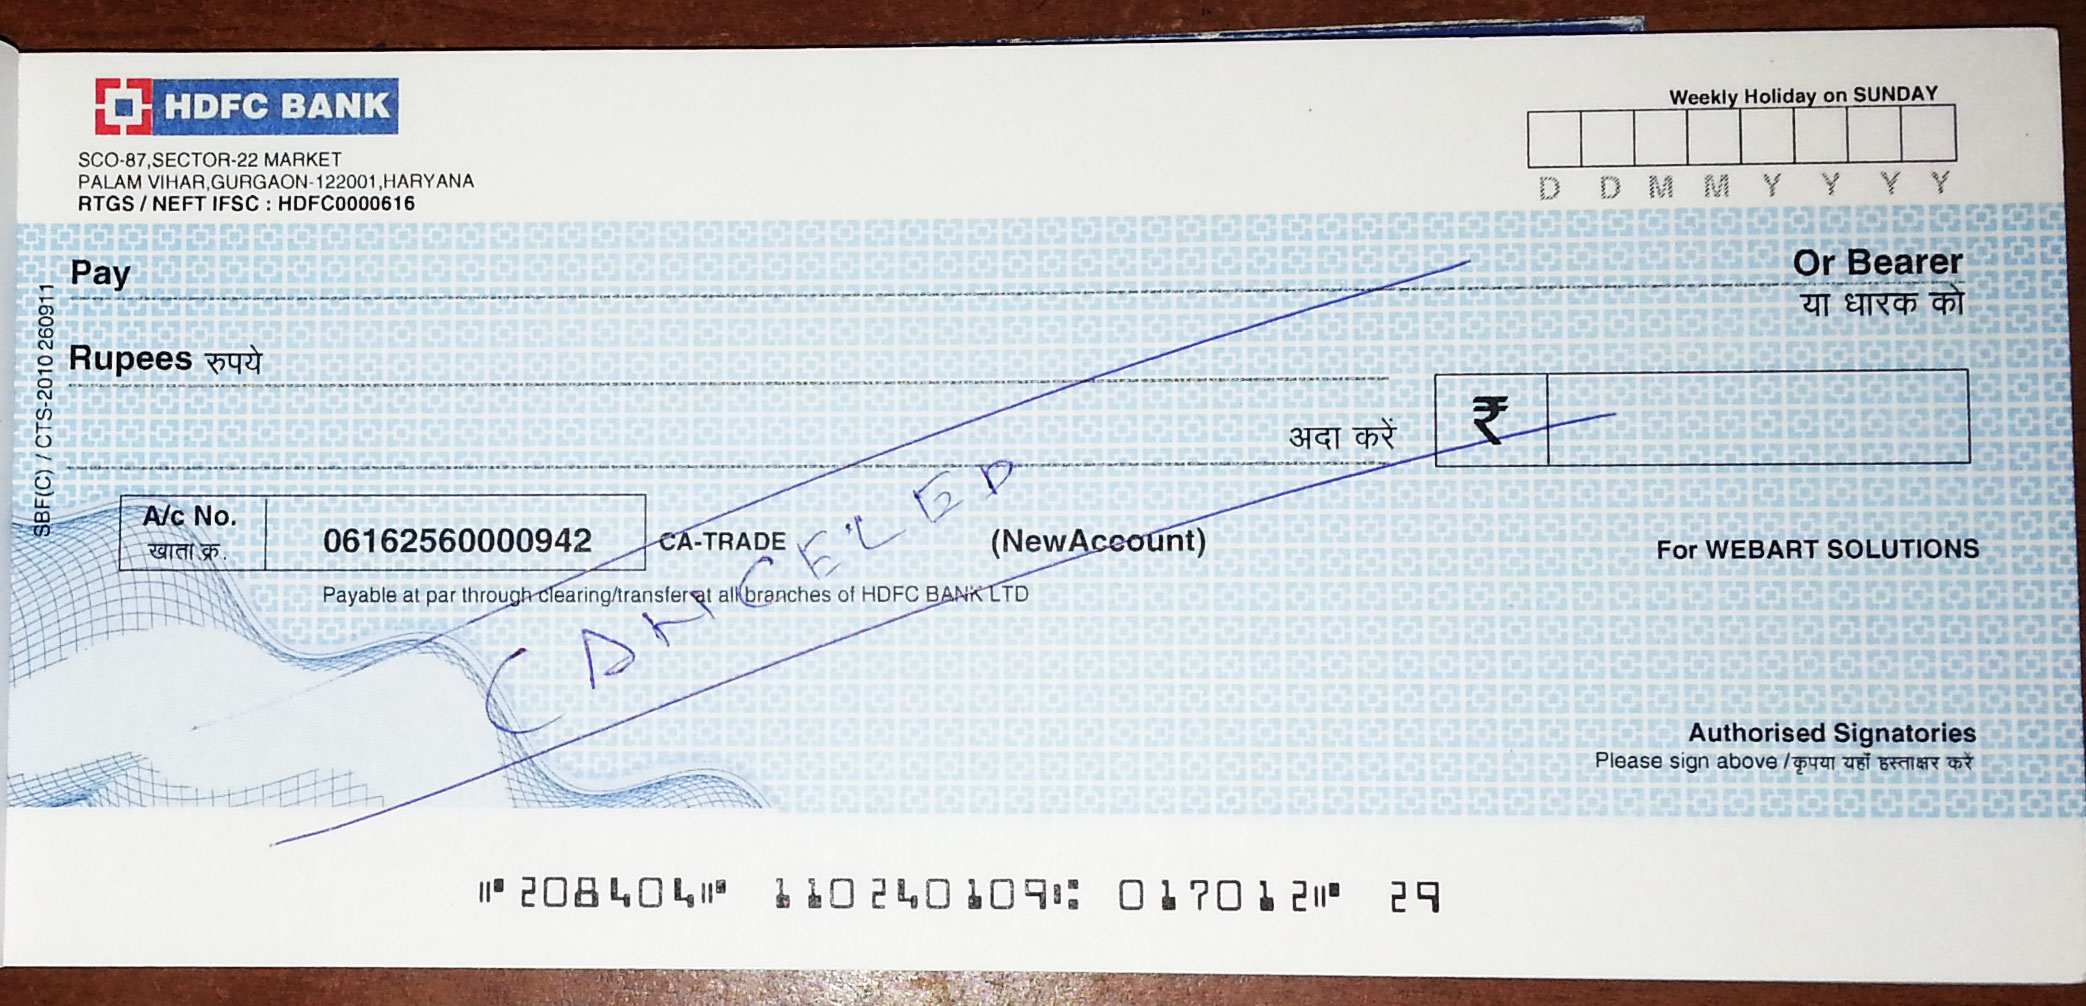 HDFC BANK
SCO-87,SECTOR-22 MARKET
PALAM VIHAR,GURGAON-122001,HARYANA
RTGS / NEFT IFSC : HDFC0000616
Weekly Holiday on SUNDAY
D D M M Y Y Y Y
Pay
Or Bearer
या धारक को
Rupees रुपये
अदा करें
₹
SBF(C) / CTS-2010 260911
A/c No.
खाता क्र.
06162560000942
CA-TRADE
(NewAccount)
For WEBART SOLUTIONS
Payable at par through clearing/transfer at all branches of HDFC BANK LTD
CANCELED
Authorised Signatories
Please sign above /कृपया यहाँ हस्ताक्षर करें
⑈208404⑈ 110240109⑆ 017012⑈ 29